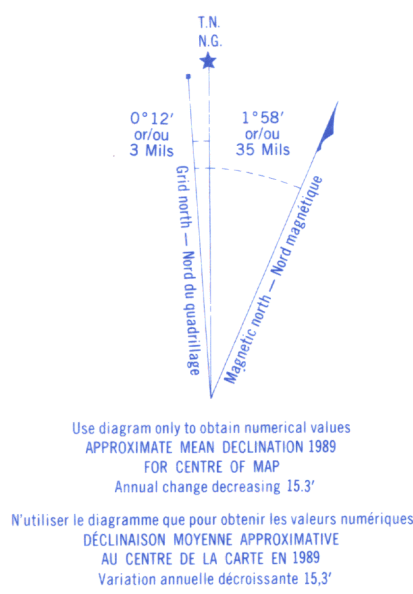 T.N.
N.G.
0°12′
or/ou
3 Mils
1°58′
or/ou
35 Mils
Grid north — Nord du quadrillage
Magnetic north — Nord magnétique
Use diagram only to obtain numerical values
APPROXIMATE MEAN DECLINATION 1989
FOR CENTRE OF MAP
Annual change decreasing 15.3′
N'utiliser le diagramme que pour obtenir les valeurs numériques
DÉCLINAISON MOYENNE APPROXIMATIVE
AU CENTRE DE LA CARTE EN 1989
Variation annuelle décroissante 15,3′